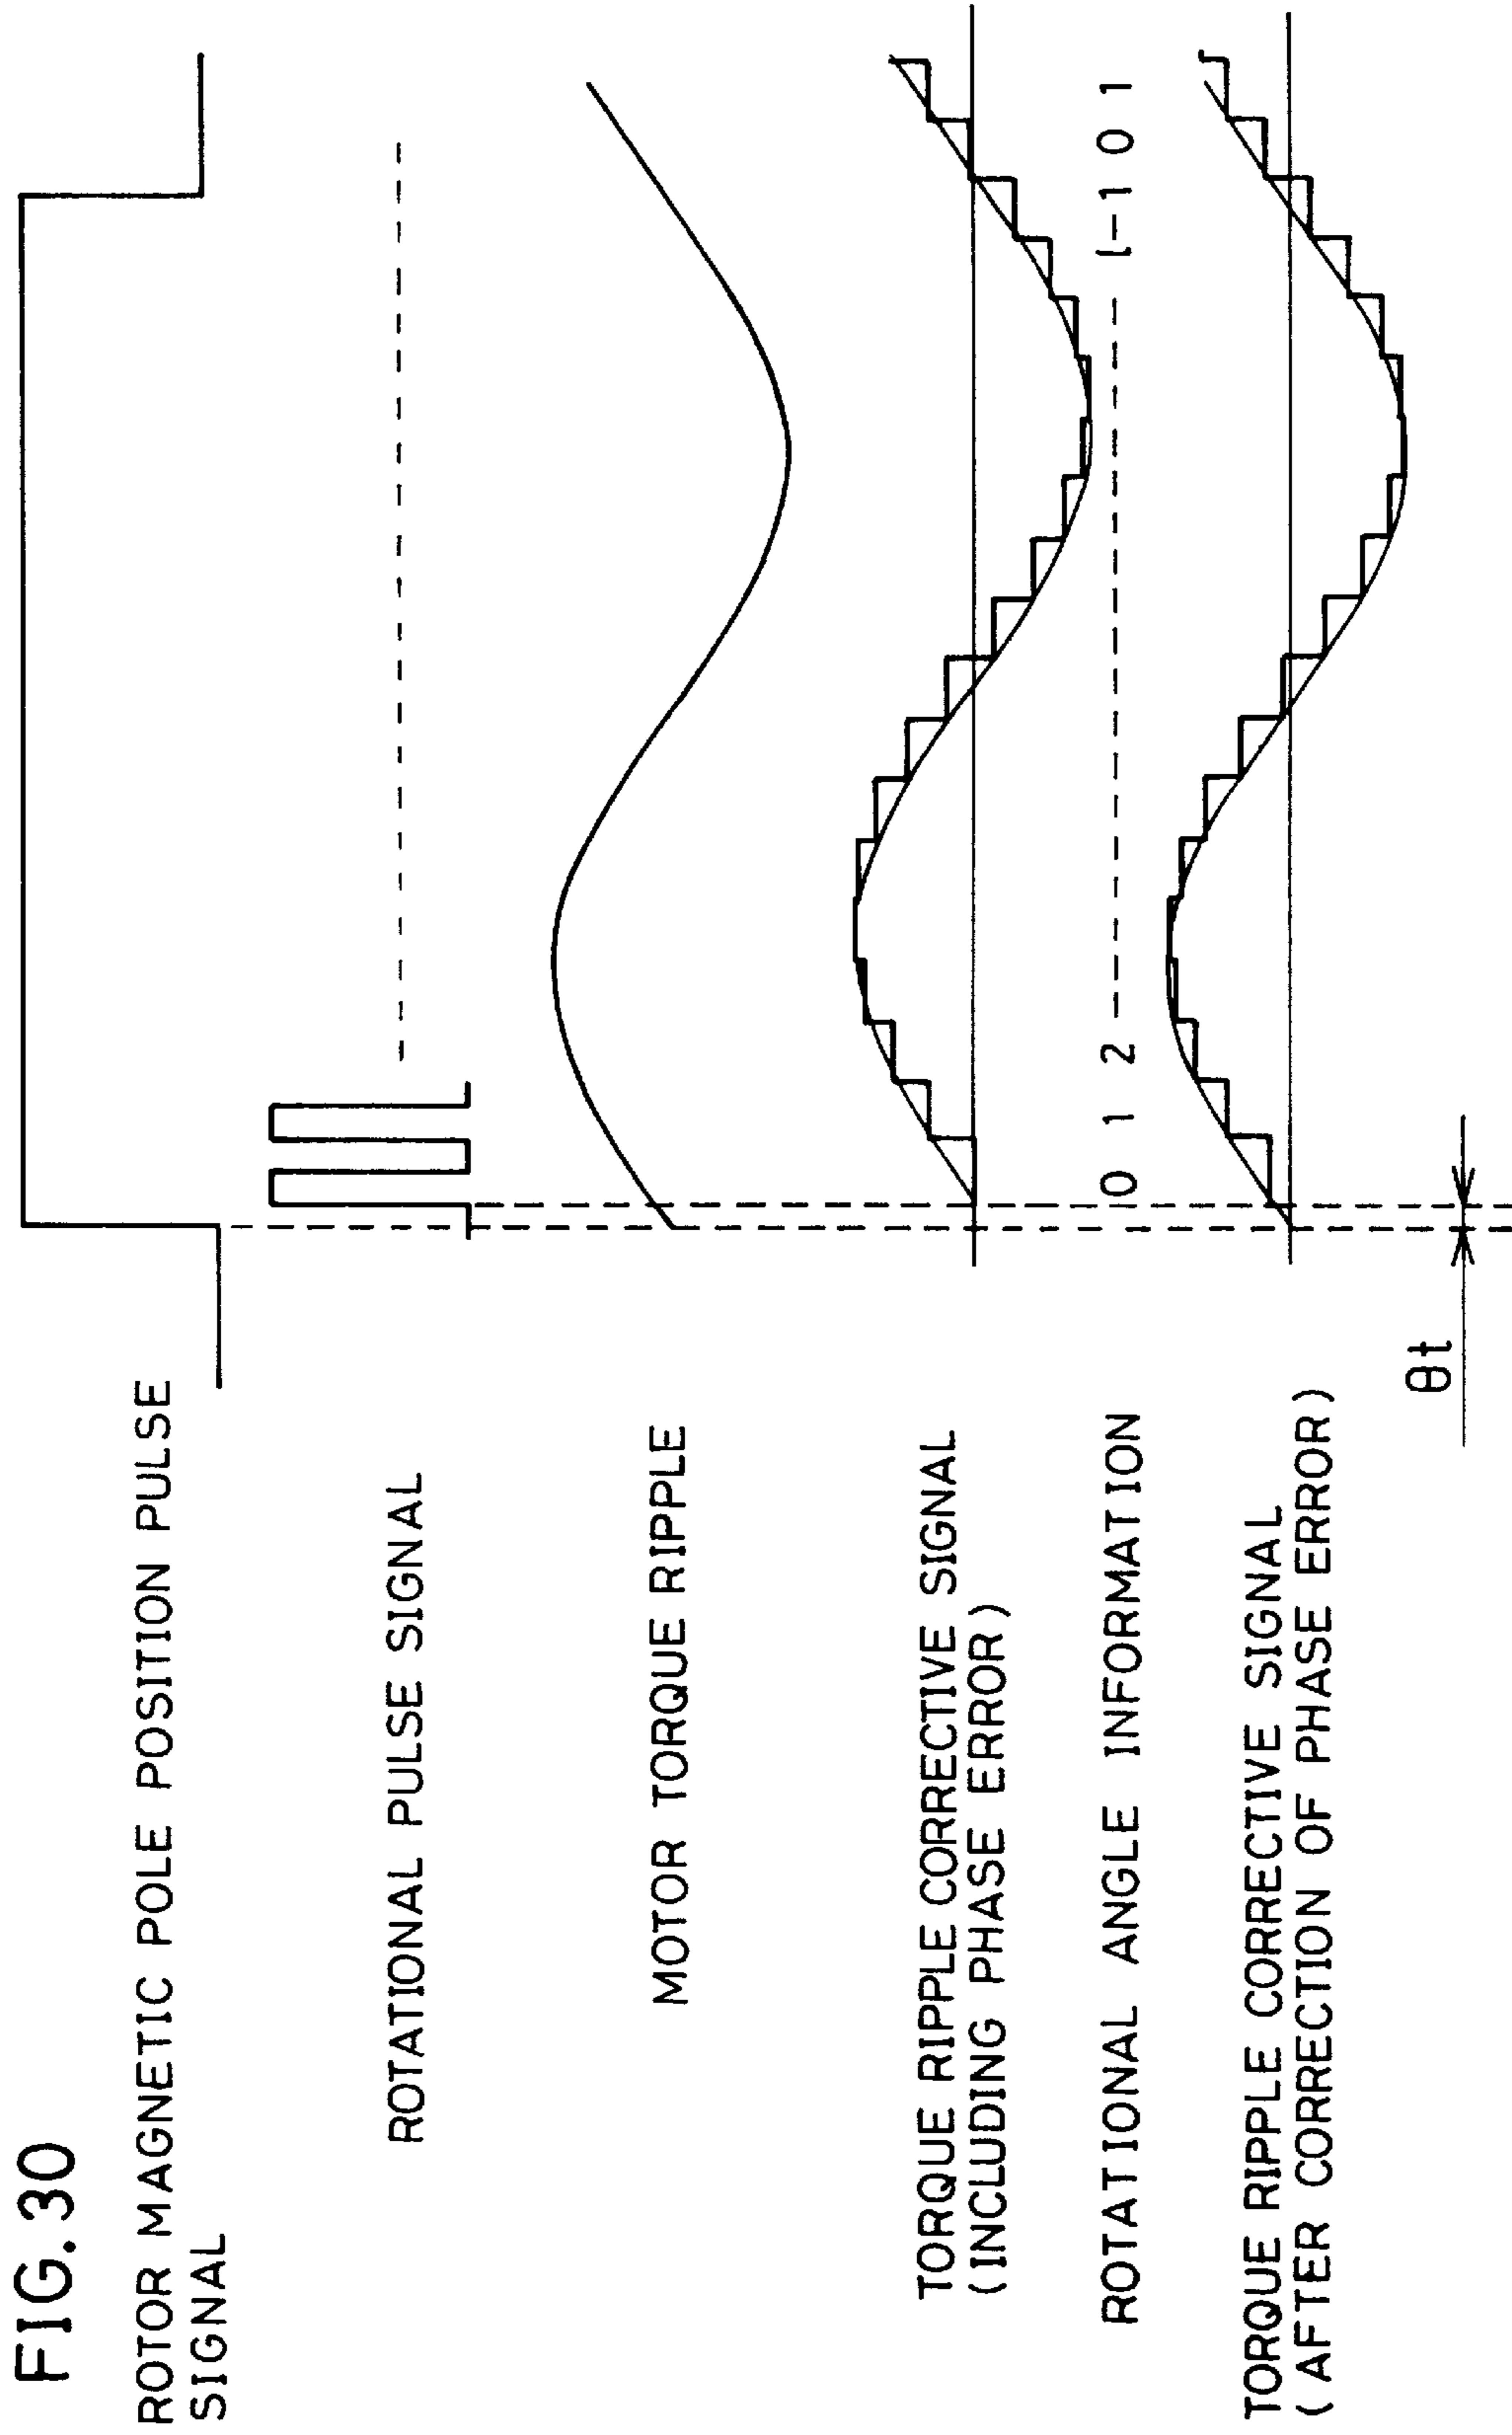 FIG.30
ROTOR MAGNETIC POLE POSITION PULSE
SIGNAL
ROTATIONAL PULSE SIGNAL
MOTOR TORQUE RIPPLE
TORQUE RIPPLE CORRECTIVE SIGNAL
(INCLUDING PHASE ERROR)
ROTATIONAL ANGLE INFORMATION
0 1 2 ---- l-1 0 1
TORQUE RIPPLE CORRECTIVE SIGNAL
(AFTER CORRECTION OF PHASE ERROR)
θt